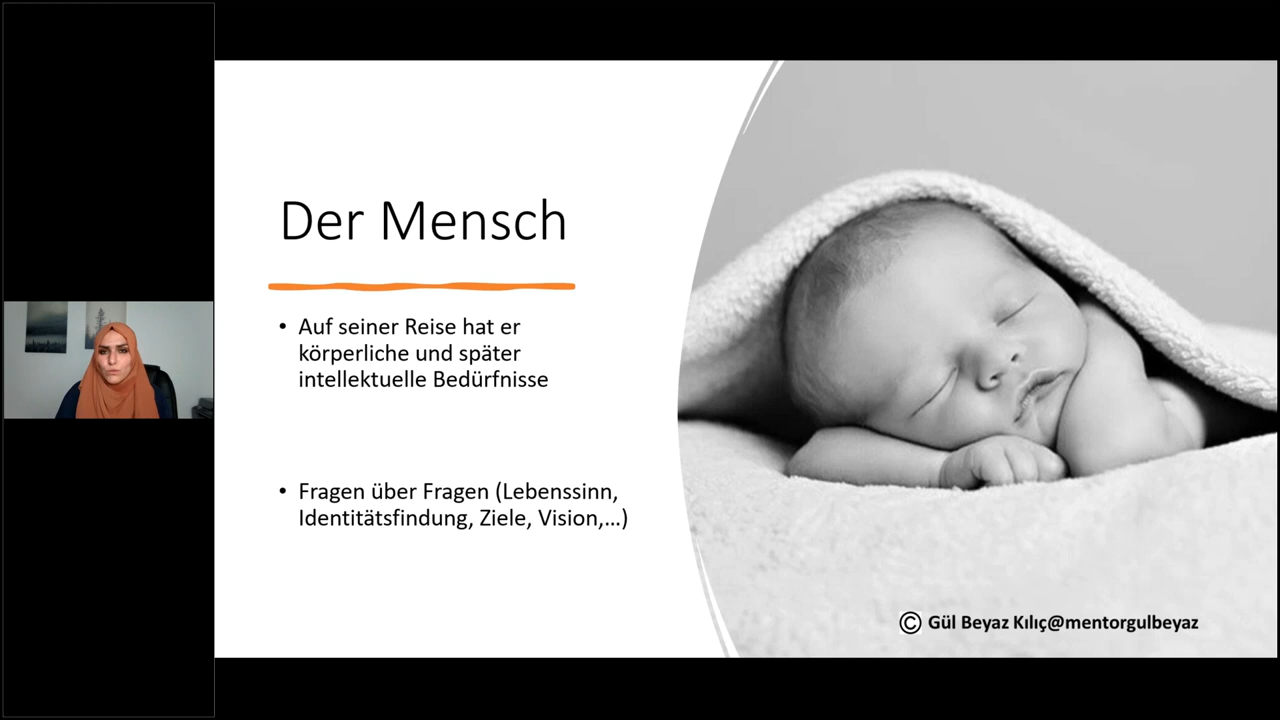 Der Mensch
• Auf seiner Reise hat er
körperliche und später
intellektuelle Bedürfnisse
• Fragen über Fragen (Lebenssinn,
Identitätsfindung, Ziele, Vision,...)
© Gül Beyaz Kılıç@mentorgulbeyaz